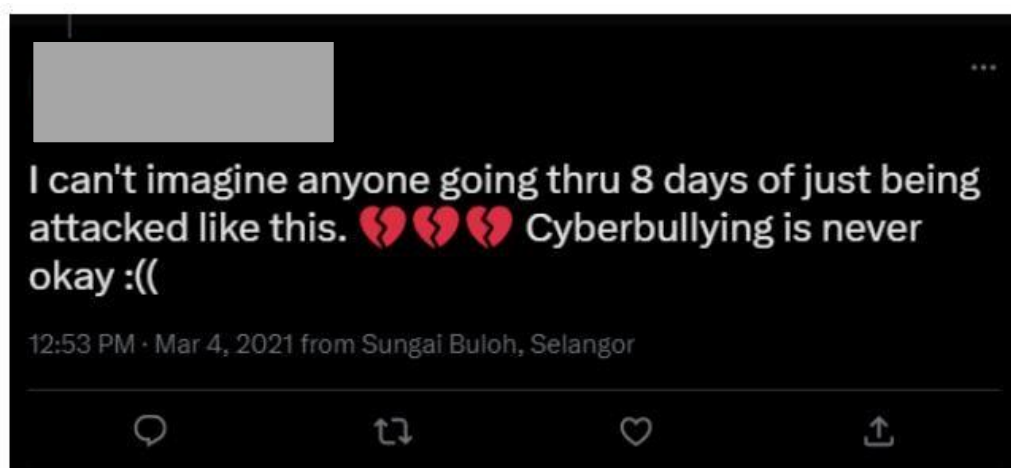 I can't imagine anyone going thru 8 days of just being
attacked like this. 💔💔💔 Cyberbullying is never
okay :((
12:53 PM · Mar 4, 2021 from Sungai Buloh, Selangor